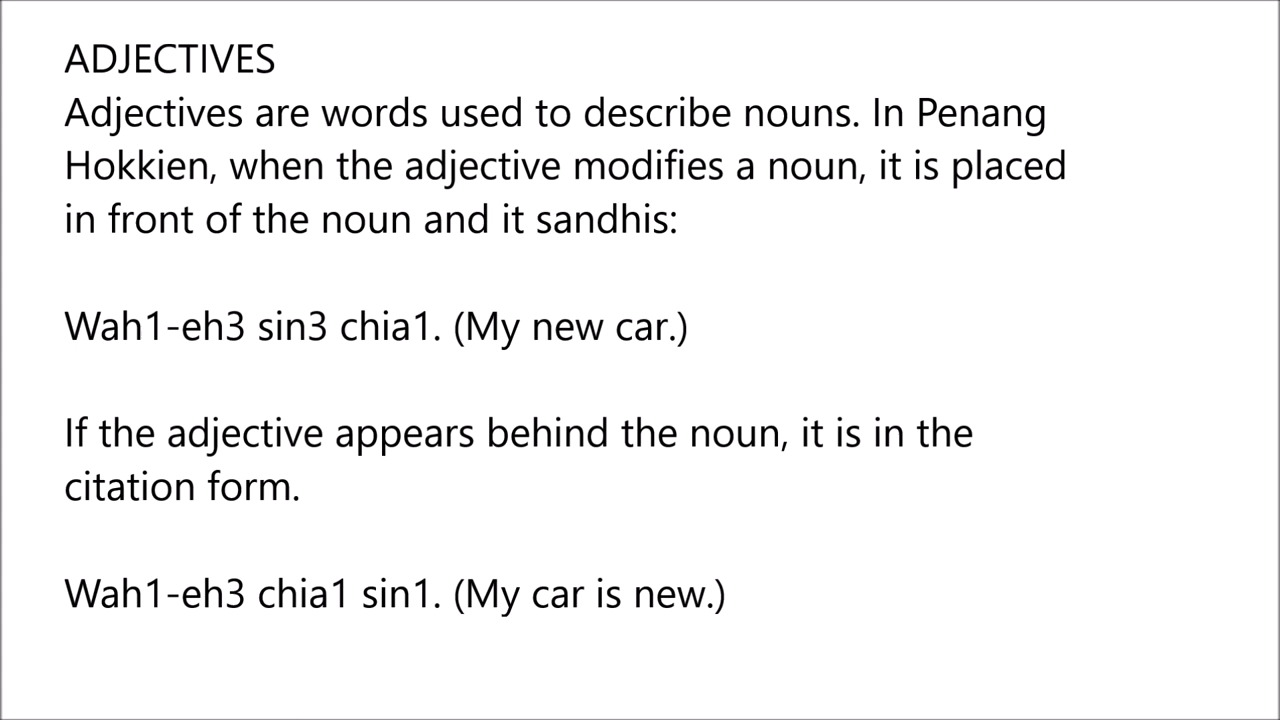 ADJECTIVES
Adjectives are words used to describe nouns. In Penang
Hokkien, when the adjective modifies a noun, it is placed
in front of the noun and it sandhis:
Wah1-eh3 sin3 chia1. (My new car.)
If the adjective appears behind the noun, it is in the
citation form.
Wah1-eh3 chia1 sin1. (My car is new.)